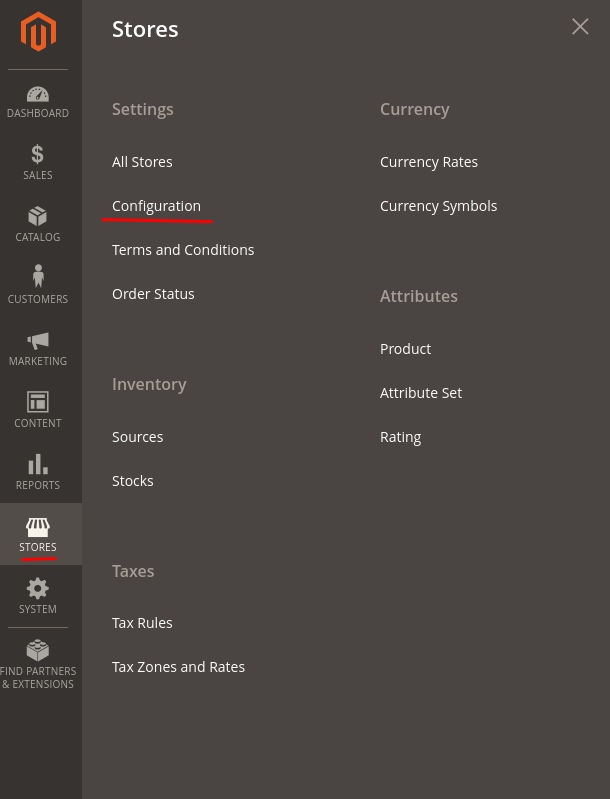 DASHBOARD
SALES
CATALOG
CUSTOMERS
MARKETING
CONTENT
REPORTS
STORES
SYSTEM
FIND PARTNERS
& EXTENSIONS
Stores
Settings
All Stores
Configuration
Terms and Conditions
Order Status
Inventory
Sources
Stocks
Taxes
Tax Rules
Tax Zones and Rates
Currency
Currency Rates
Currency Symbols
Attributes
Product
Attribute Set
Rating